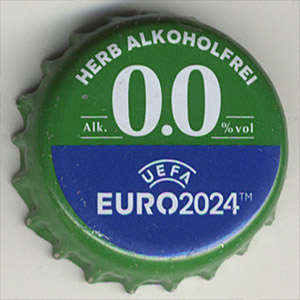 HERB ALKOHOLFREI
Alk. 0.0 %vol
UEFA
EURO2024™